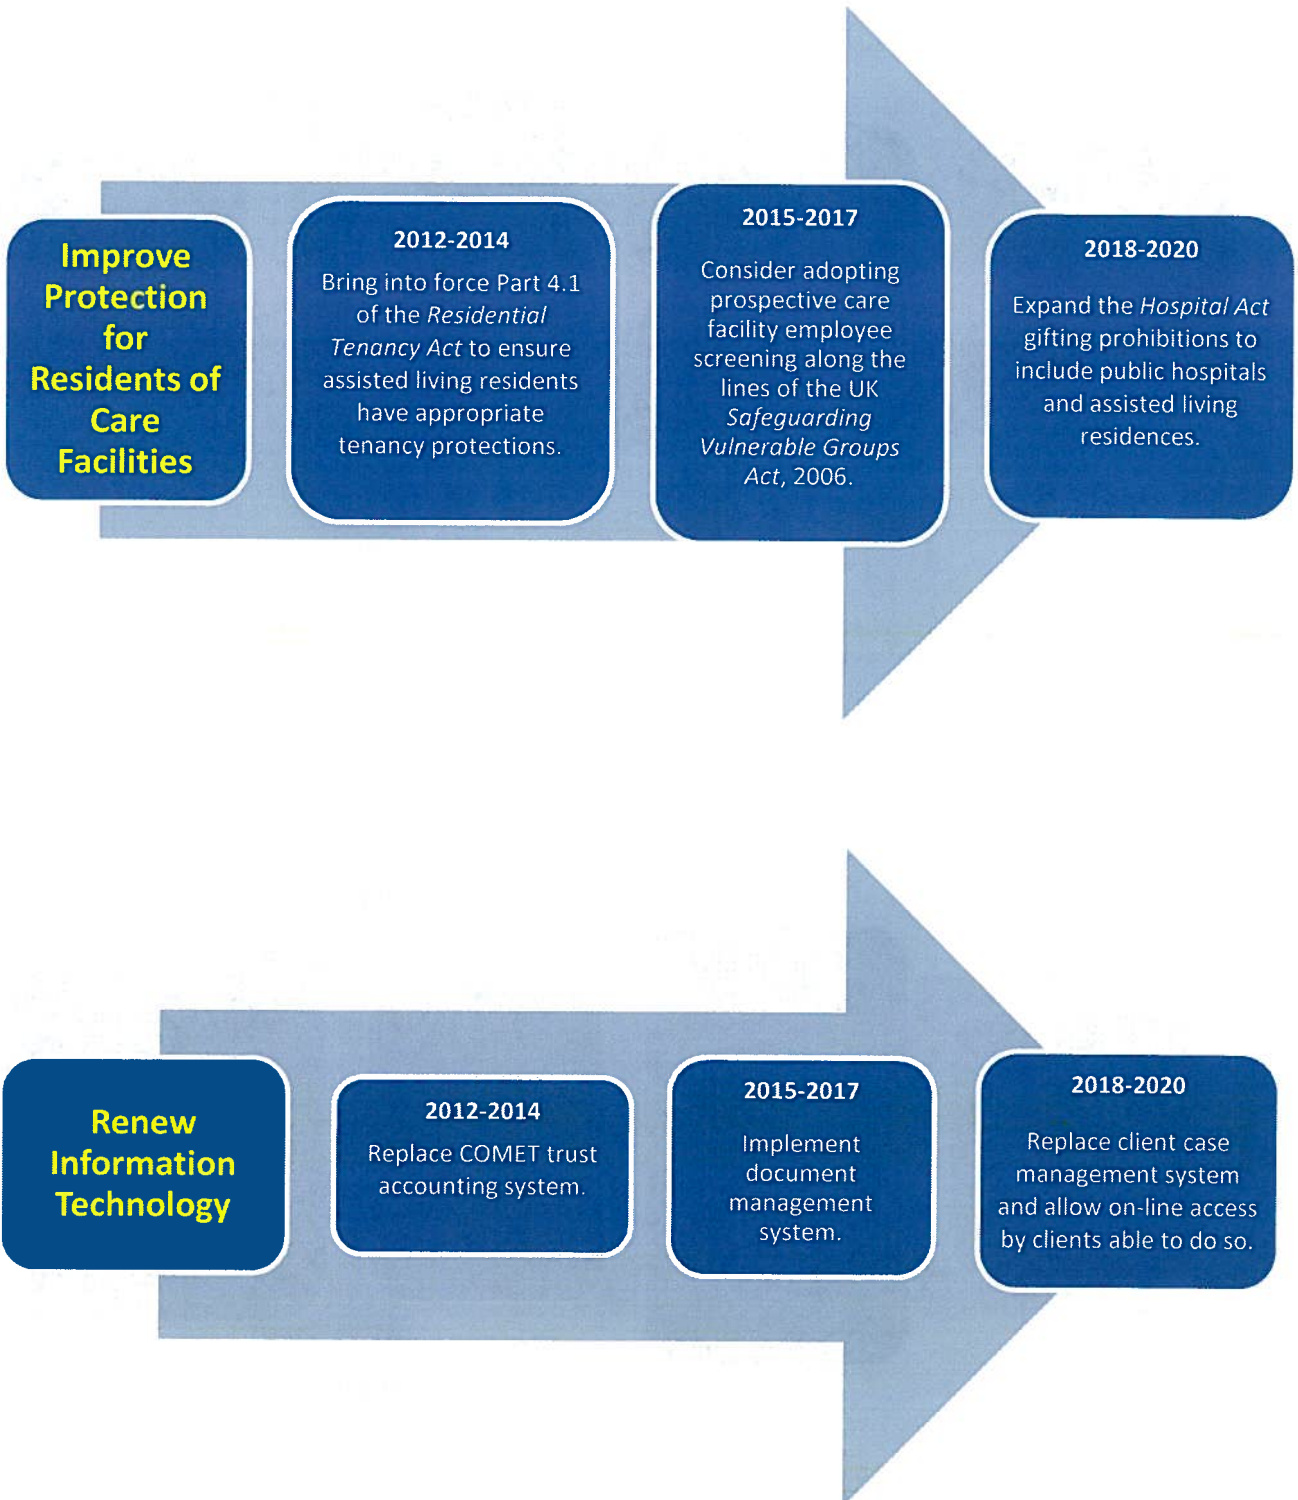 Improve
Protection
for
Residents of
Care
Facilities
2012-2014
Bring into force Part 4.1
of the Residential
Tenancy Act to ensure
assisted living residents
have appropriate
tenancy protections.
2015-2017
Consider adopting
prospective care
facility employee
screening along the
lines of the UK
Safeguarding
Vulnerable Groups
Act, 2006.
2018-2020
Expand the Hospital Act
gifting prohibitions to
include public hospitals
and assisted living
residences.
Renew
Information
Technology
2012-2014
Replace COMET trust
accounting system.
2015-2017
Implement
document
management
system.
2018-2020
Replace client case
management system
and allow on-line access
by clients able to do so.